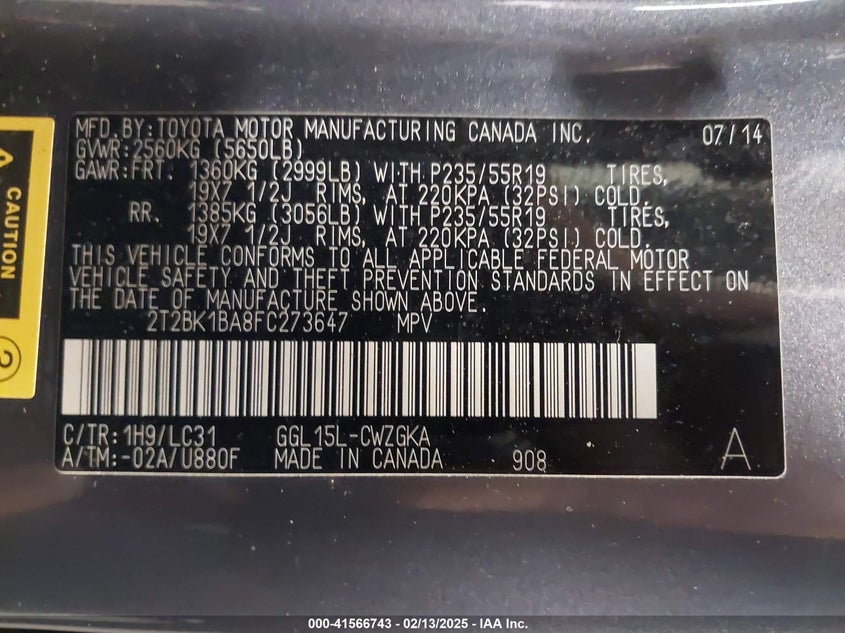 MFD.BY:TOYOTA MOTOR MANUFACTURING CANADA INC. 07/14
GVWR:2560KG (5650LB)
GAWR:FRT. 1360KG (2999LB) WITH P235/55R19 TIRES,
19X7 1/2J RIMS, AT 220KPA (32PSI) COLD.
RR. 1385KG (3056LB) WITH P235/55R19 TIRES,
19X7 1/2J RIMS, AT 220KPA (32PSI) COLD.
THIS VEHICLE CONFORMS TO ALL APPLICABLE FEDERAL MOTOR
VEHICLE SAFETY AND THEFT PREVENTION STANDARDS IN EFFECT ON
THE DATE OF MANUFACTURE SHOWN ABOVE.
2T2BK1BA8FC273647 MPV
C/TR:1H9/LC31 GGL15L-CWZGKA
A/TM:-02A/U880F MADE IN CANADA 908 A
CAUTION
000-41566743 - 02/13/2025 - IAA Inc.